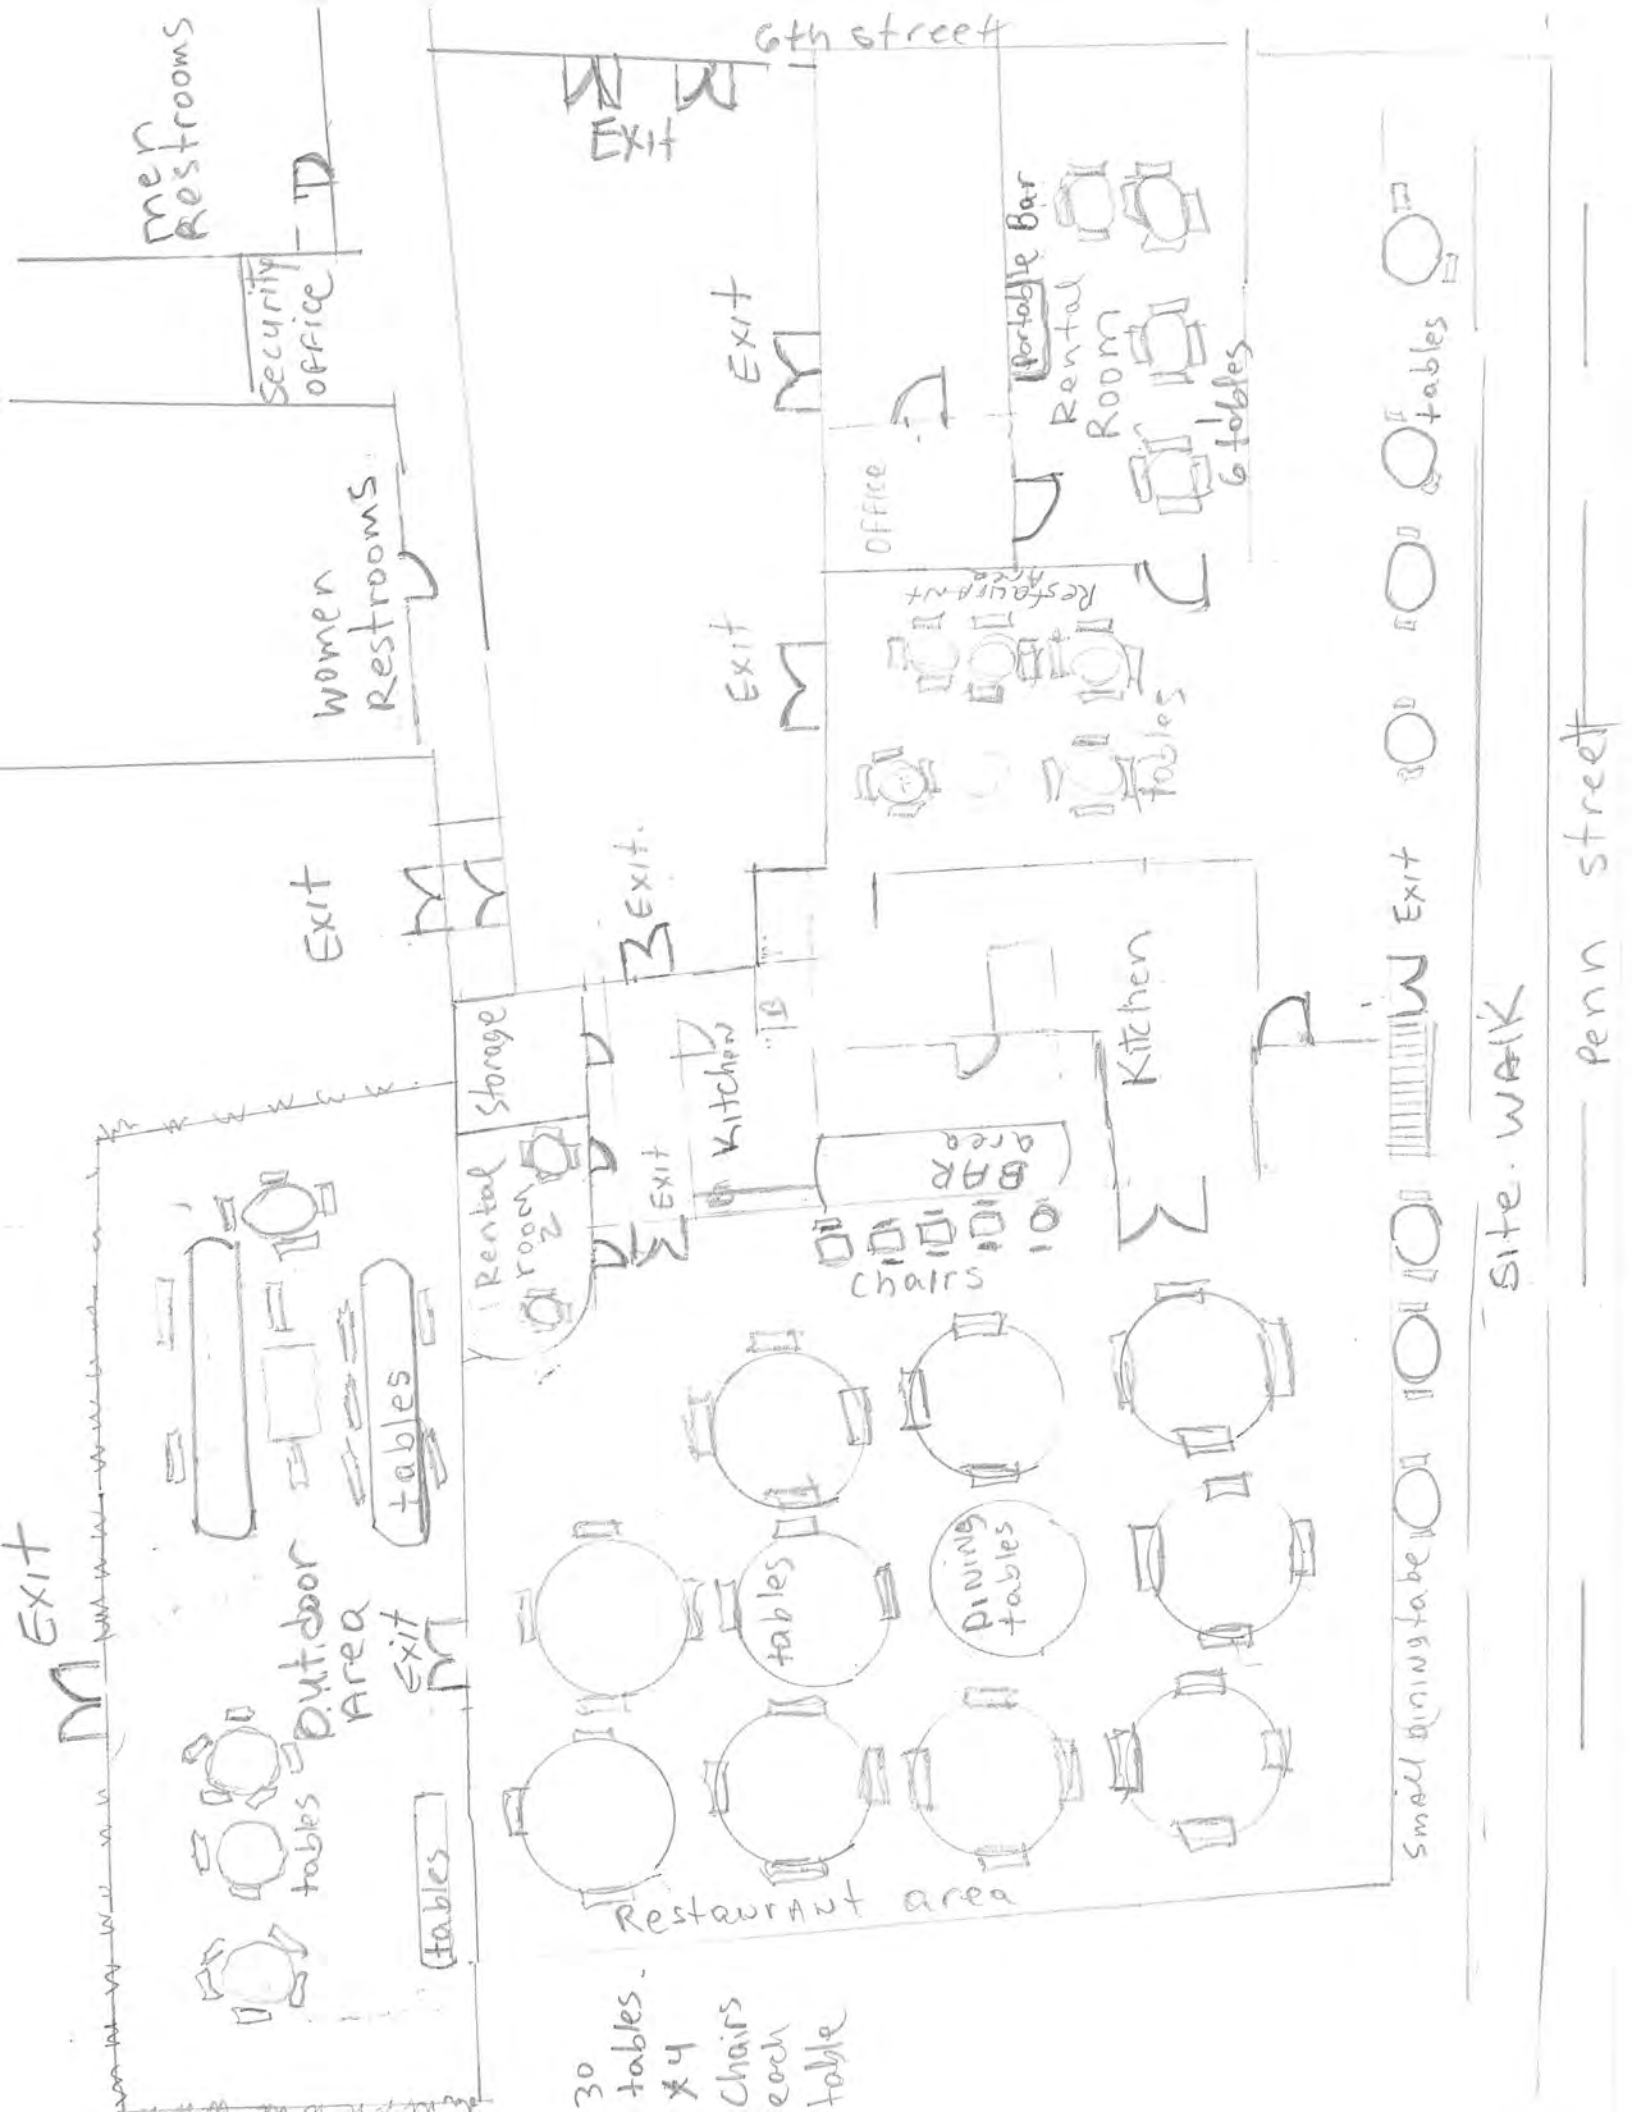 6th street
men
Restrooms
Security
office
Exit
Women
Restrooms
Exit
Exit
Exit
Exit.
Portable Bar
Rental
Room
6 tables
office
Restaurant
Area
tables
Storage
Rental
room
2
Exit
Kitchen
Kitchen
BAR
area
Chairs
Exit
Outdoor
Area
Exit
tables
tables
tables
tables
DINING
tables
Restaurant area
30
tables.
x 4
Chairs
each
table
tables
Exit
Small dining tabe
Site. WALK
Penn street